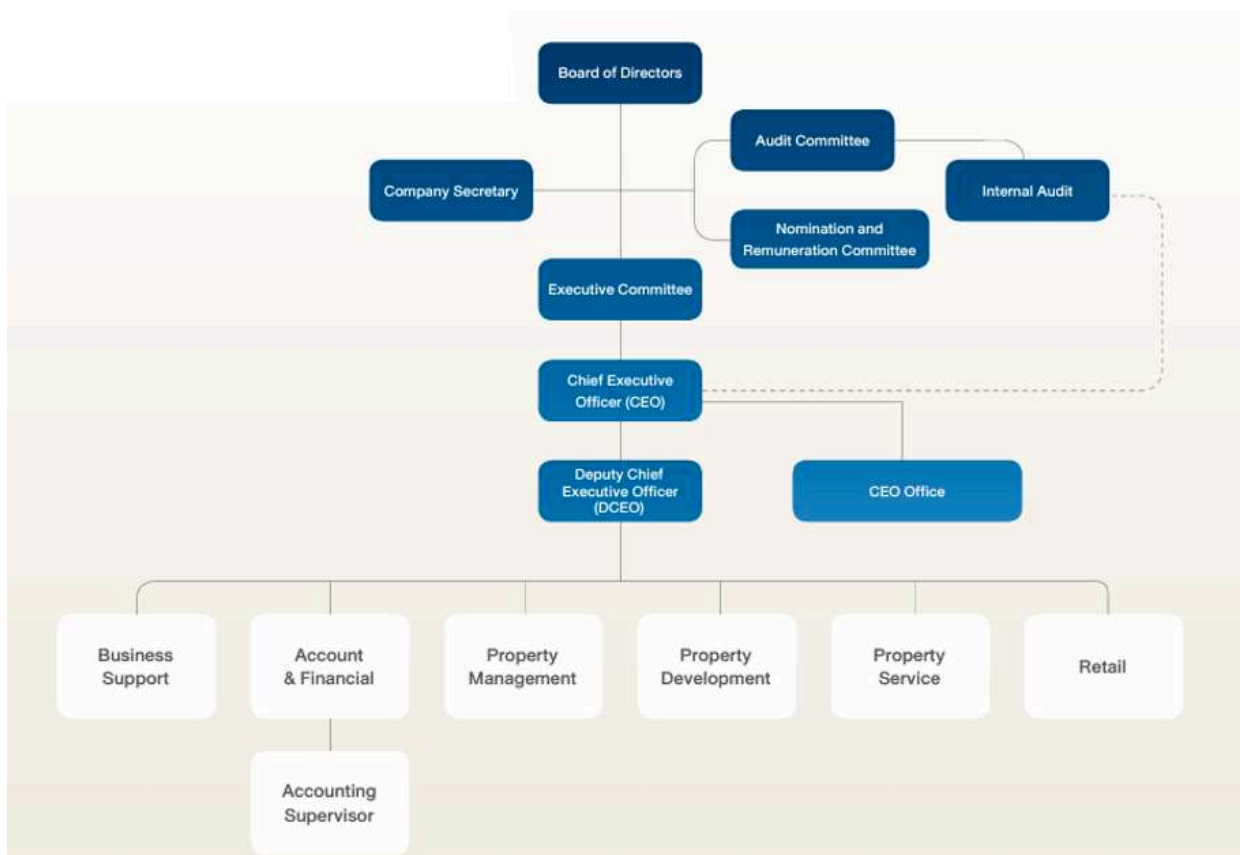 Board of Directors
Audit Committee
Company Secretary
Internal Audit
Nomination and
Remuneration Committee
Executive Committee
Chief Executive
Officer (CEO)
Deputy Chief
Executive Officer
(DCEO)
CEO Office
Business
Support
Account
& Financial
Property
Management
Property
Development
Property
Service
Retail
Accounting
Supervisor